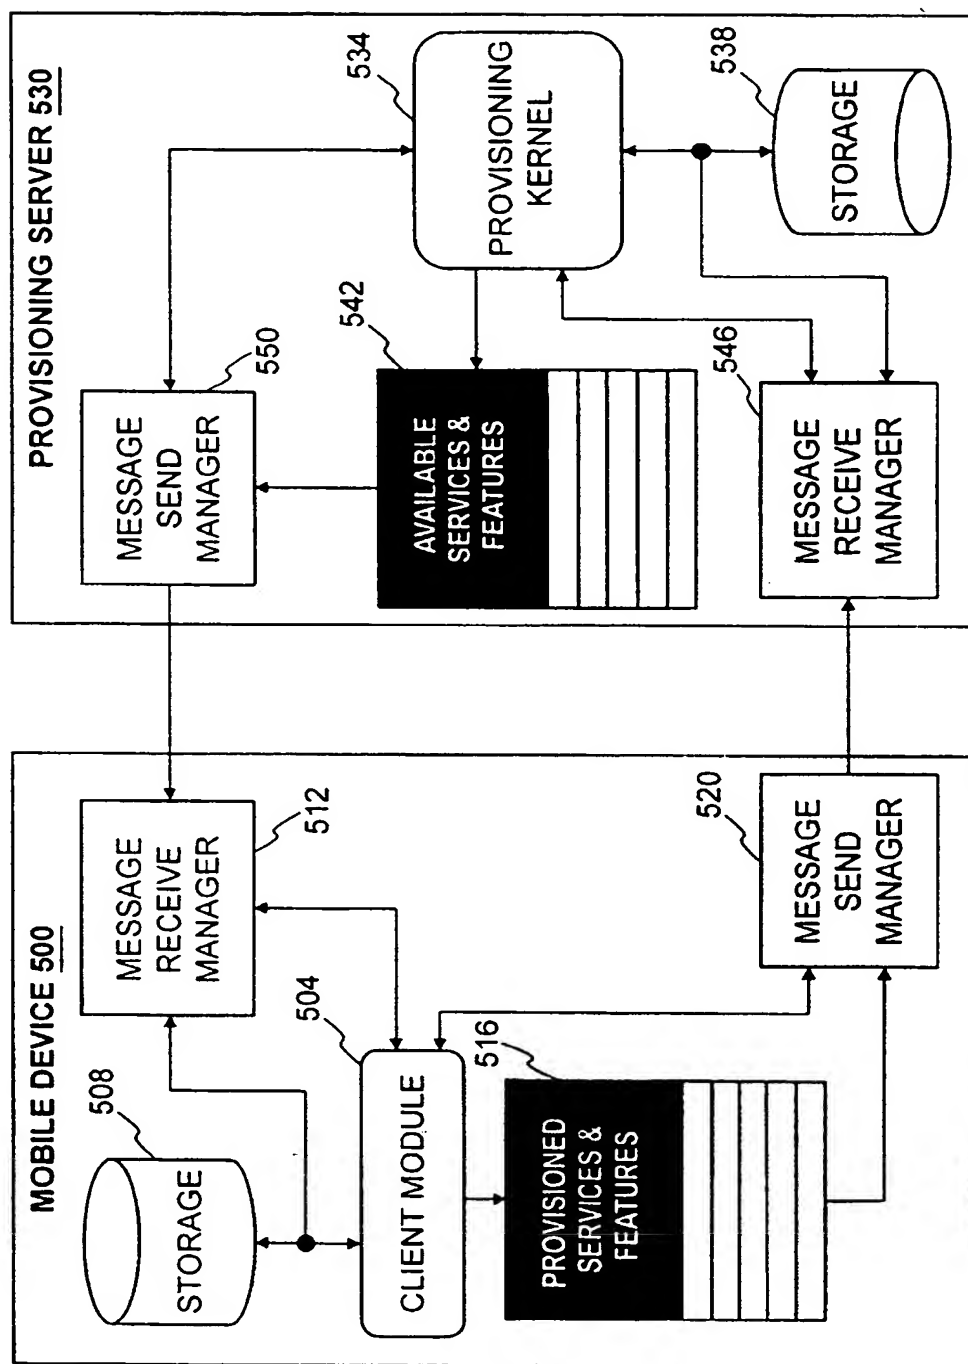 MOBILE DEVICE 500
508
STORAGE
MESSAGE
RECEIVE
MANAGER
512
504
CLIENT MODULE
516
PROVISIONED
SERVICES &
FEATURES
520
MESSAGE
SEND
MANAGER
PROVISIONING SERVER 530
550
MESSAGE
SEND
MANAGER
534
PROVISIONING
KERNEL
542
AVAILABLE
SERVICES &
FEATURES
546
MESSAGE
RECEIVE
MANAGER
538
STORAGE